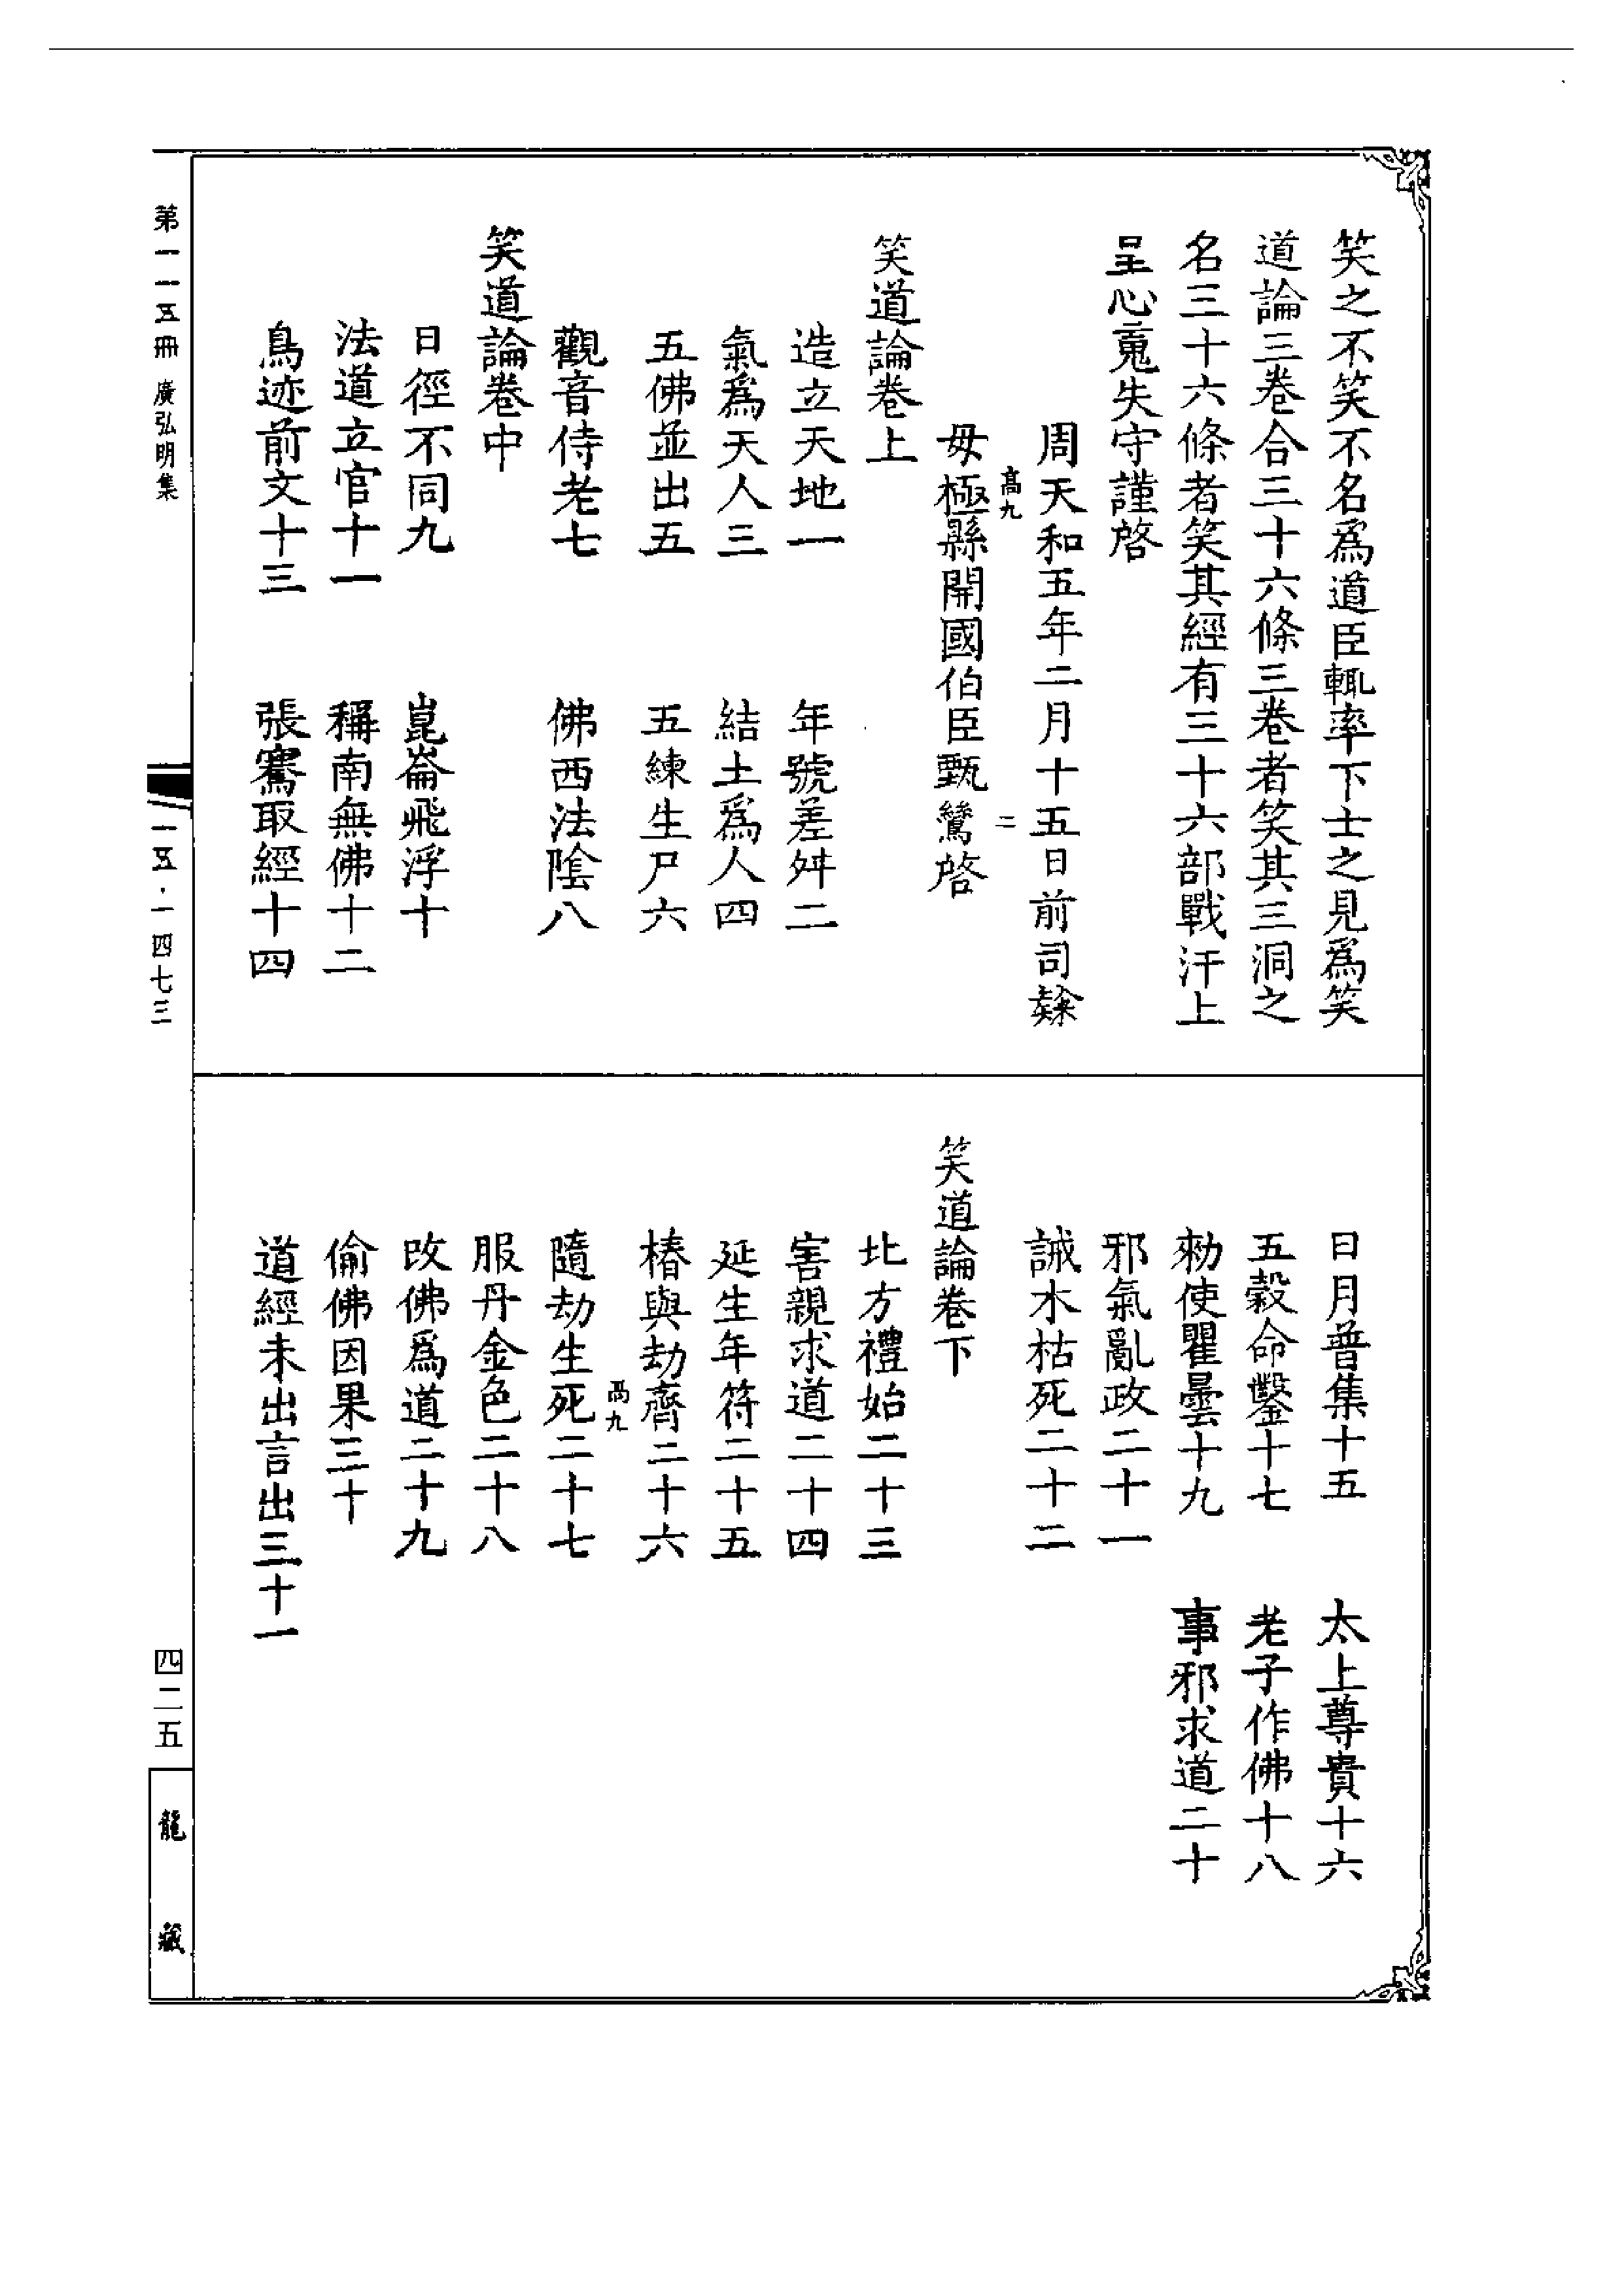 笑之不笑不名爲道臣輒率下士之見爲笑
道論三卷合三十六條三卷者笑其三洞之
名三十六條者笑其經有三十六部戰汗上
呈心䰟失守謹啓
周天和五年二月十五日前司𨽻
高九
二
毋極縣開國伯臣甄鸞啓
笑道論卷上
造立天地一 年號差舛二
氣爲天人三 結土爲人四
五佛並出五 五練生尸六
觀音侍老七 佛西法陰八
笑道論卷中
日徑不同九 崑崙飛浮十
法道立官十一 稱南無佛十二
鳥迹前文十三 張騫取經十四
日月普集十五 太上尊貴十六
五穀命鑿十七 老子作佛十八
勑使瞿曇十九 事邪求道二十
邪氣亂政二十一
誡木枯死二十二
笑道論卷下
北方禮始二十三
害親求道二十四
延生年符二十五
椿與劫齊二十六
高九
隨劫生死二十七
服丹金色二十八
改佛爲道二十九
偷佛因果三十
道經未出言出三十一
第一一五冊 廣弘明集
一一五·一四七三
四二五
龍藏